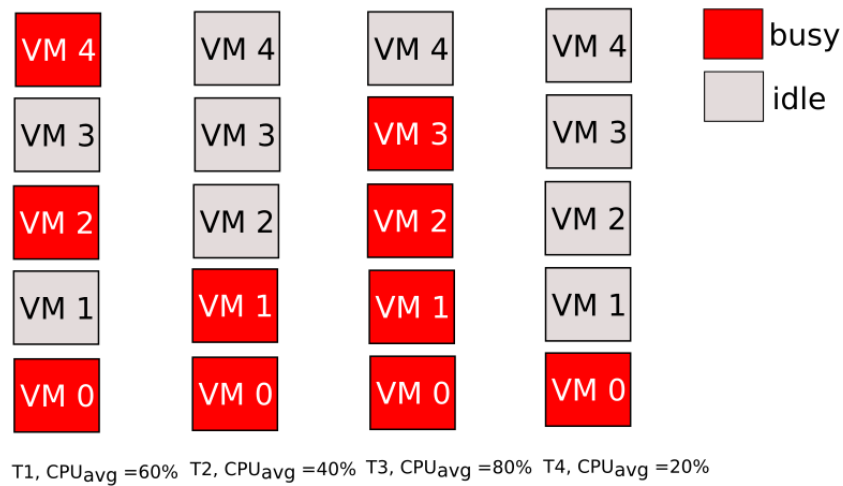 VM 4 VM 4 VM 4 VM 4 busy
VM 3 VM 3 VM 3 VM 3 idle
VM 2 VM 2 VM 2 VM 2
VM 1 VM 1 VM 1 VM 1
VM 0 VM 0 VM 0 VM 0
T1, CPUavg =60% T2, CPUavg =40% T3, CPUavg =80% T4, CPUavg =20%